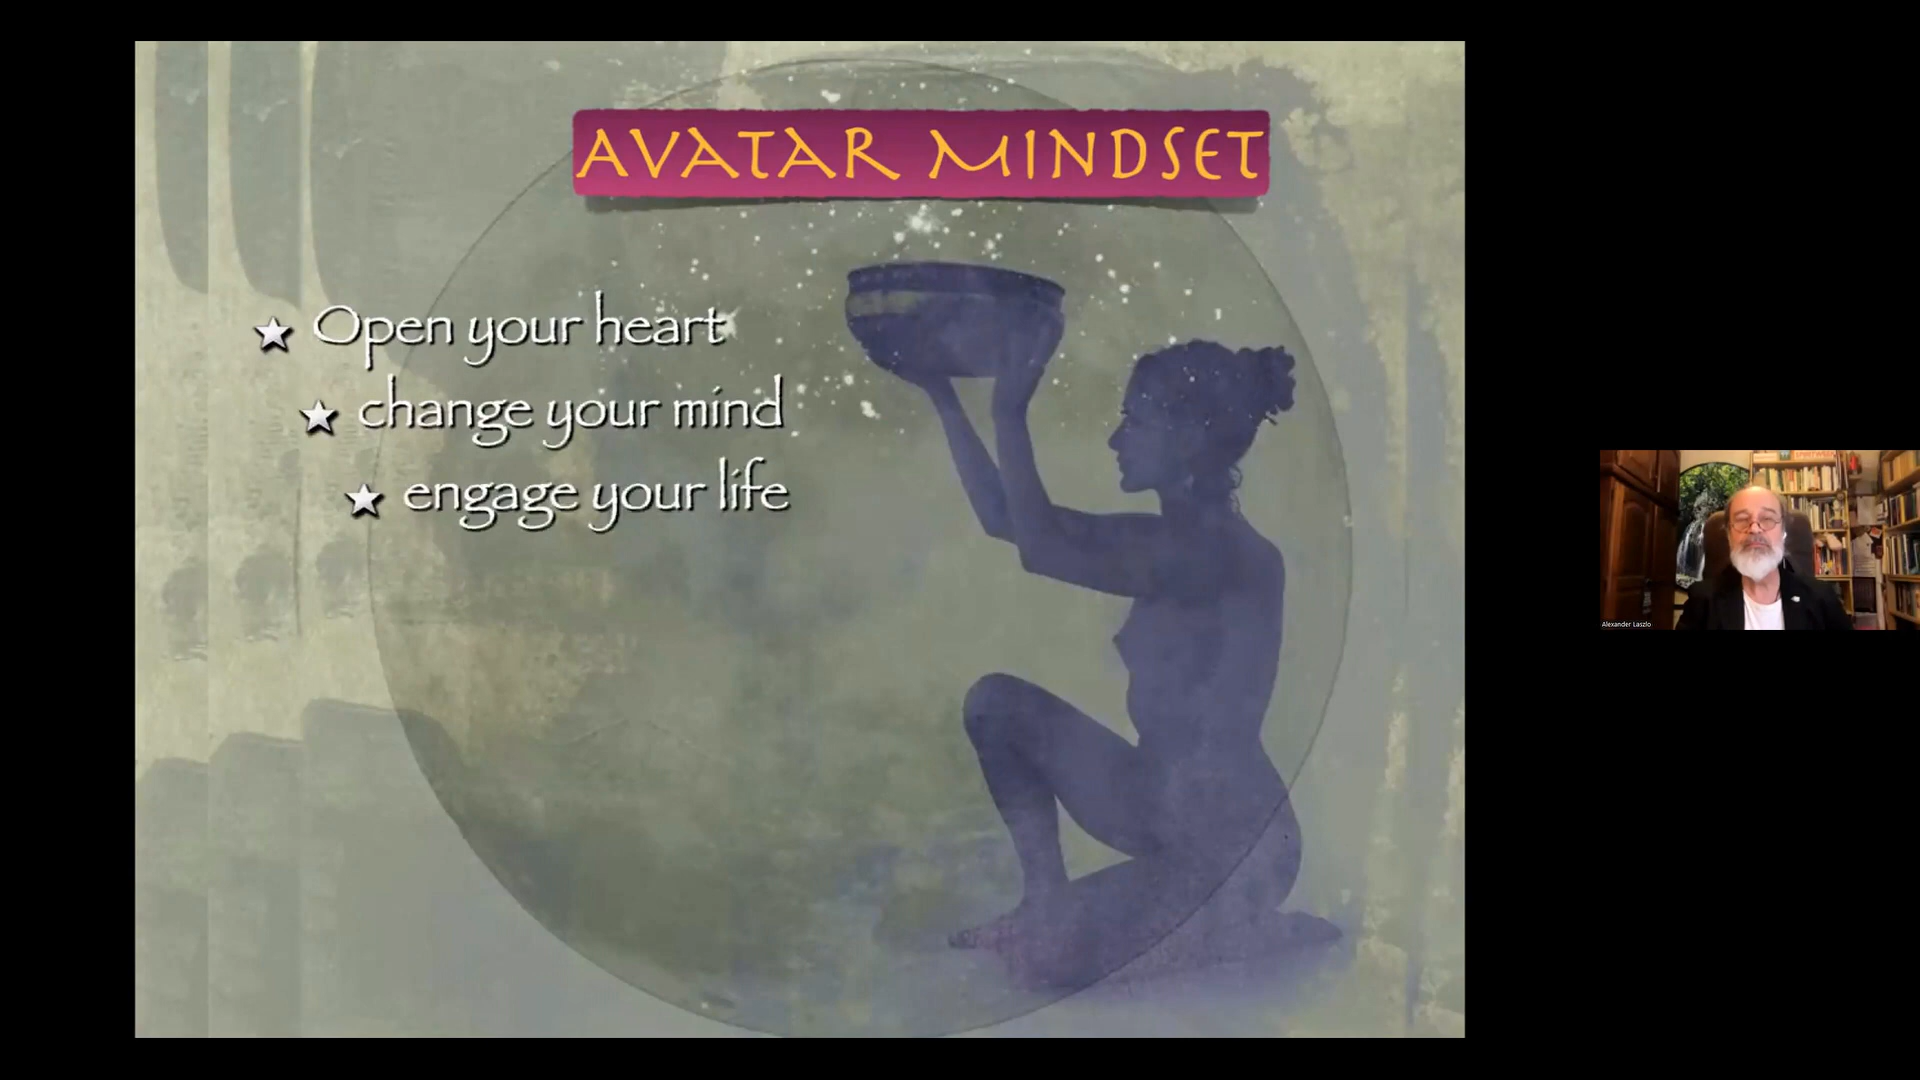 AVATAR MINDSET
Open your heart
change your mind
engage your life
Alexander Laszlo